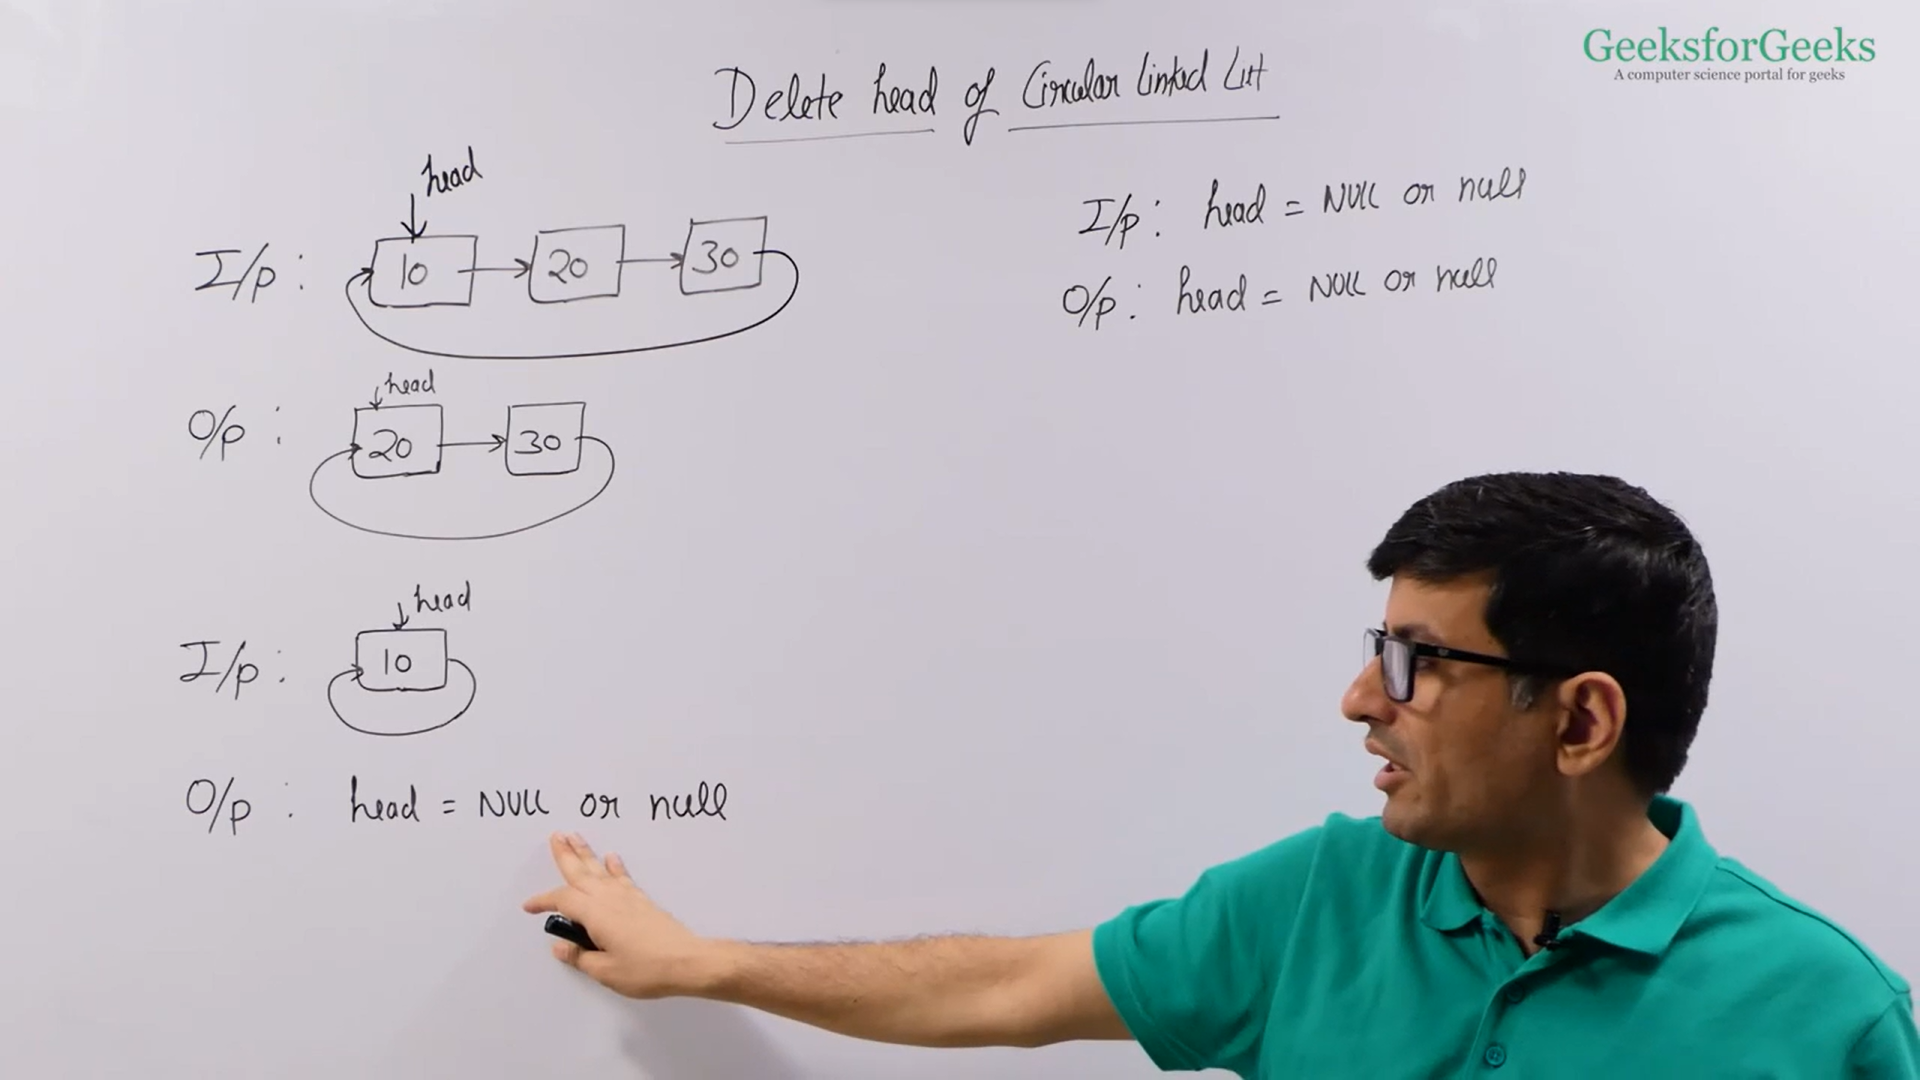 GeeksforGeeks
A computer science portal for geeks
Delete head of Circular Linked List
head
I/p : 10 20 30
head
O/p : 20 30
head
I/p : 10
O/p : head = NULL or null
I/p : head = NULL or null
O/p : head = NULL or null